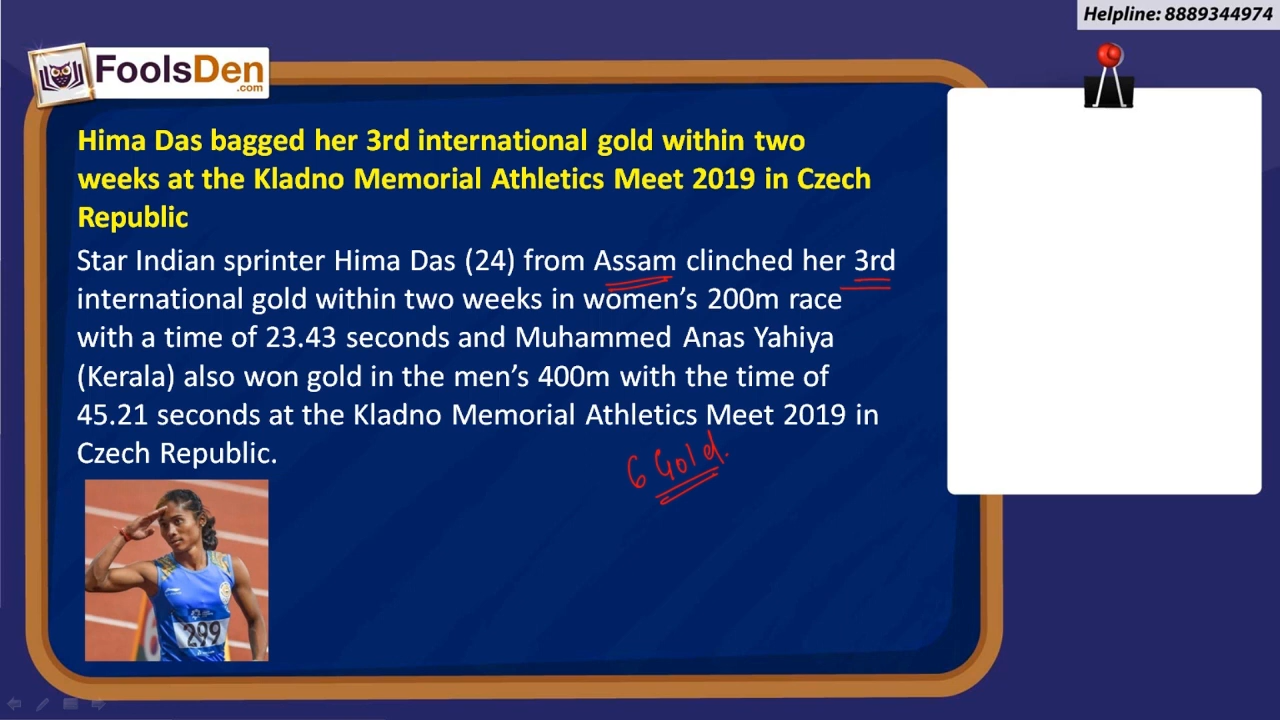 Helpline: 8889344974
FoolsDen
.com
Hima Das bagged her 3rd international gold within two
weeks at the Kladno Memorial Athletics Meet 2019 in Czech
Republic
Star Indian sprinter Hima Das (24) from Assam clinched her 3rd
international gold within two weeks in women’s 200m race
with a time of 23.43 seconds and Muhammed Anas Yahiya
(Kerala) also won gold in the men’s 400m with the time of
45.21 seconds at the Kladno Memorial Athletics Meet 2019 in
Czech Republic.
6 Gold.
299